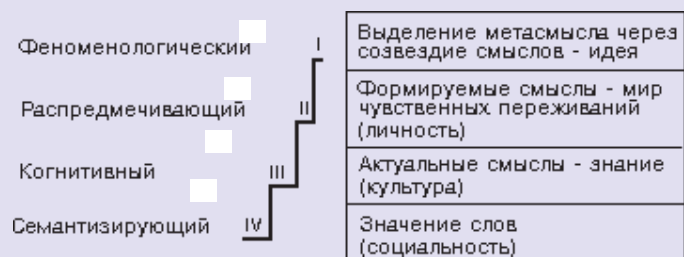 Феноменологический I
Выделение метасмысла через
созвездие смыслов - идея
Распредмечивающий II
Формируемые смыслы - мир
чувственных переживаний
(личность)
Когнитивный III
Актуальные смыслы - знание
(культура)
Семантизирующий IV
Значение слов
(социальность)